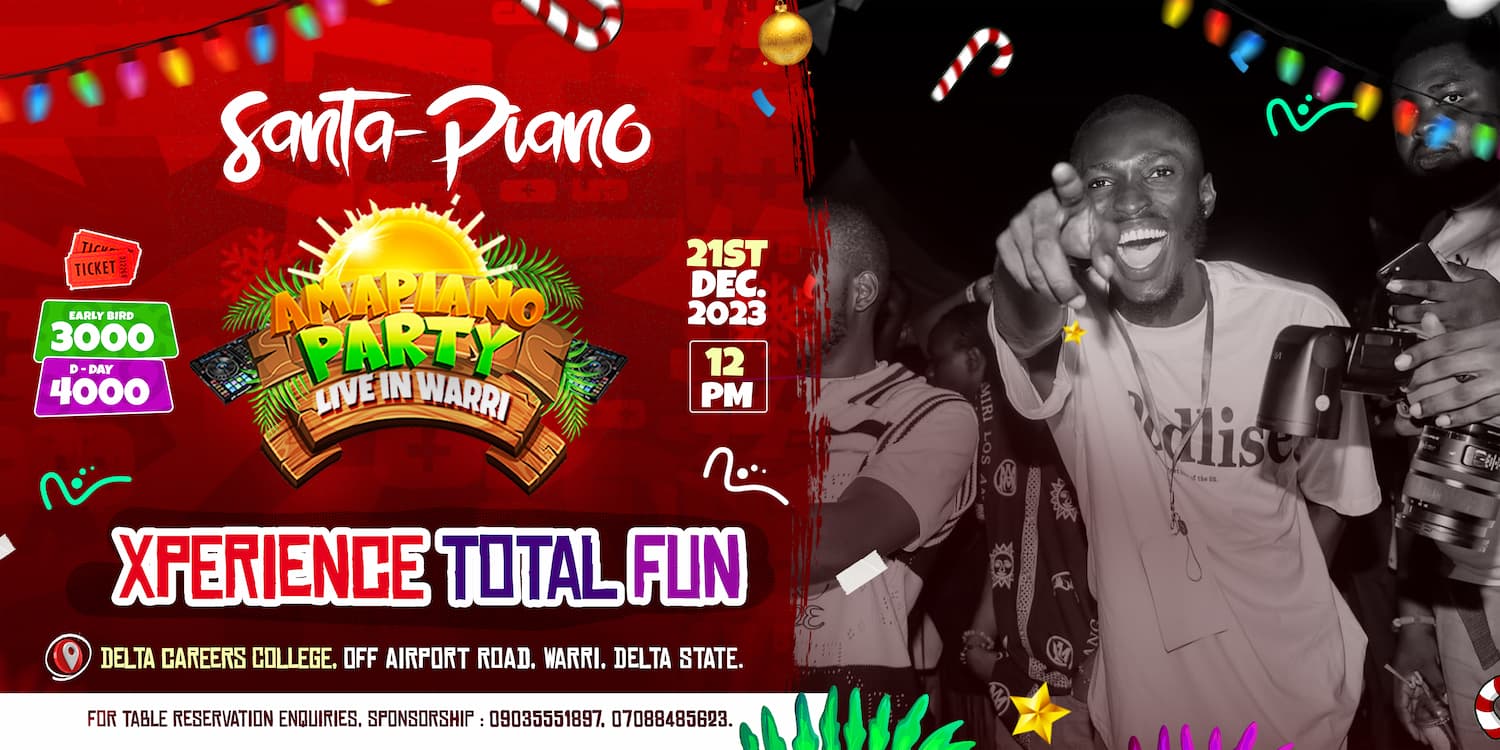 Santa-Piano
TICKET
EARLY BIRD
3000
D-DAY
4000
AMAPIANO
PARTY
LIVE IN WARRI
21ST
DEC.
2023
12
PM
XPERIENCE TOTAL FUN
DELTA CAREERS COLLEGE, OFF AIRPORT ROAD, WARRI, DELTA STATE.
FOR TABLE RESERVATION ENQUIRIES, SPONSORSHIP : 09035551897, 07088485623.